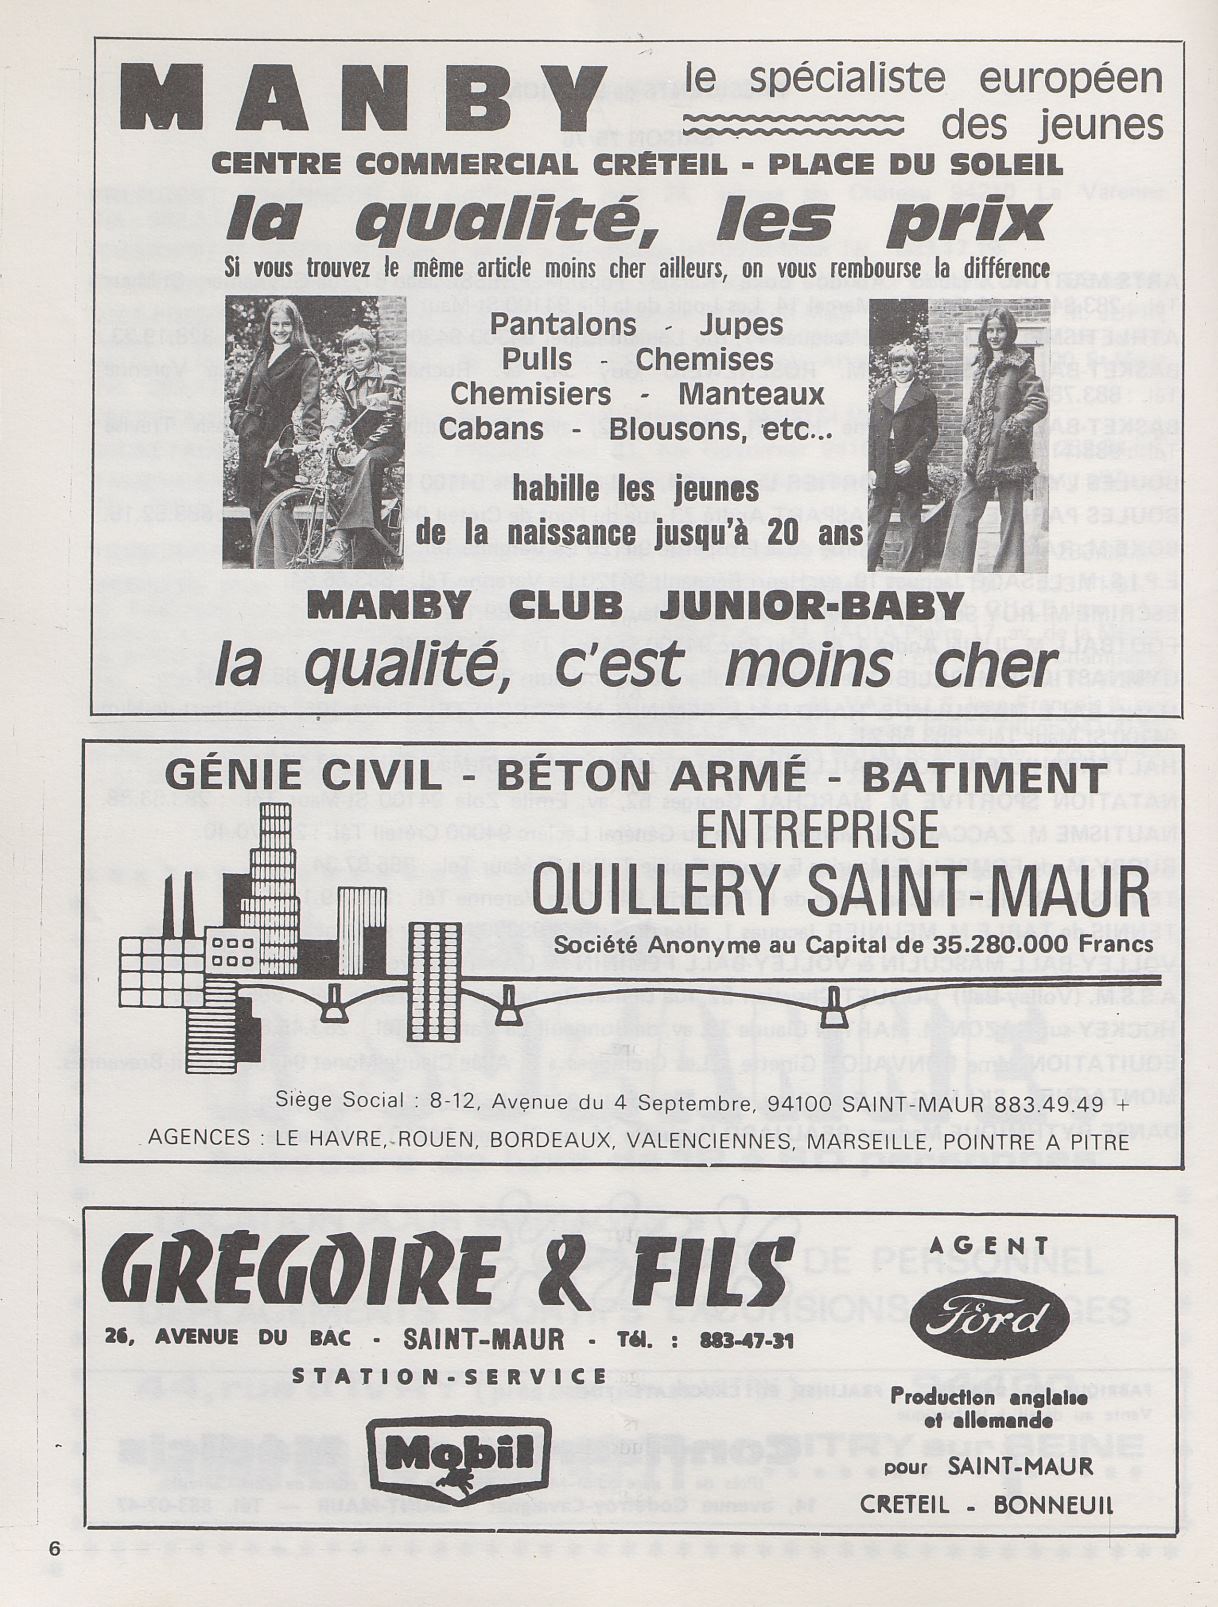 MANBY
le spécialiste européen
des jeunes
CENTRE COMMERCIAL CRÉTEIL - PLACE DU SOLEIL
la qualité, les prix
Si vous trouvez le même article moins cher ailleurs, on vous rembourse la différence
Pantalons - Jupes
Pulls - Chemises
Chemisiers - Manteaux
Cabans - Blousons, etc...
habille les jeunes
de la naissance jusqu'à 20 ans
MANBY CLUB JUNIOR-BABY
la qualité, c'est moins cher
GÉNIE CIVIL - BÉTON ARMÉ - BATIMENT
ENTREPRISE
QUILLERY SAINT-MAUR
Société Anonyme au Capital de 35.280.000 Francs
Siège Social : 8-12, Avenue du 4 Septembre, 94100 SAINT-MAUR 883.49.49 +
AGENCES : LE HAVRE, ROUEN, BORDEAUX, VALENCIENNES, MARSEILLE, POINTRE A PITRE
GRÉGOIRE & FILS
26, AVENUE DU BAC - SAINT-MAUR - Tél. : 883-47-31
STATION-SERVICE
Mobil
AGENT
Ford
Production anglaise
et allemande
pour SAINT-MAUR
CRETEIL - BONNEUIL
6